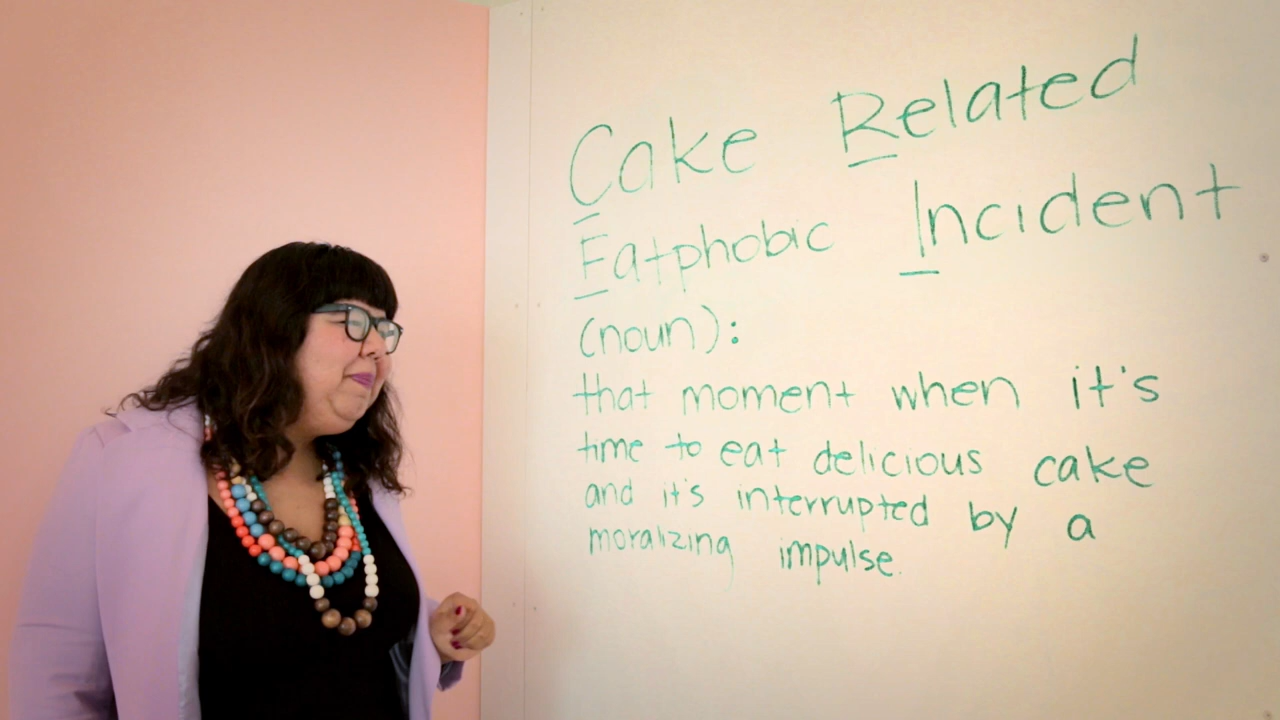 Cake Related
Fatphobic Incident
(noun):
that moment when it's
time to eat delicious cake
and it's interrupted by a
moralizing impulse.